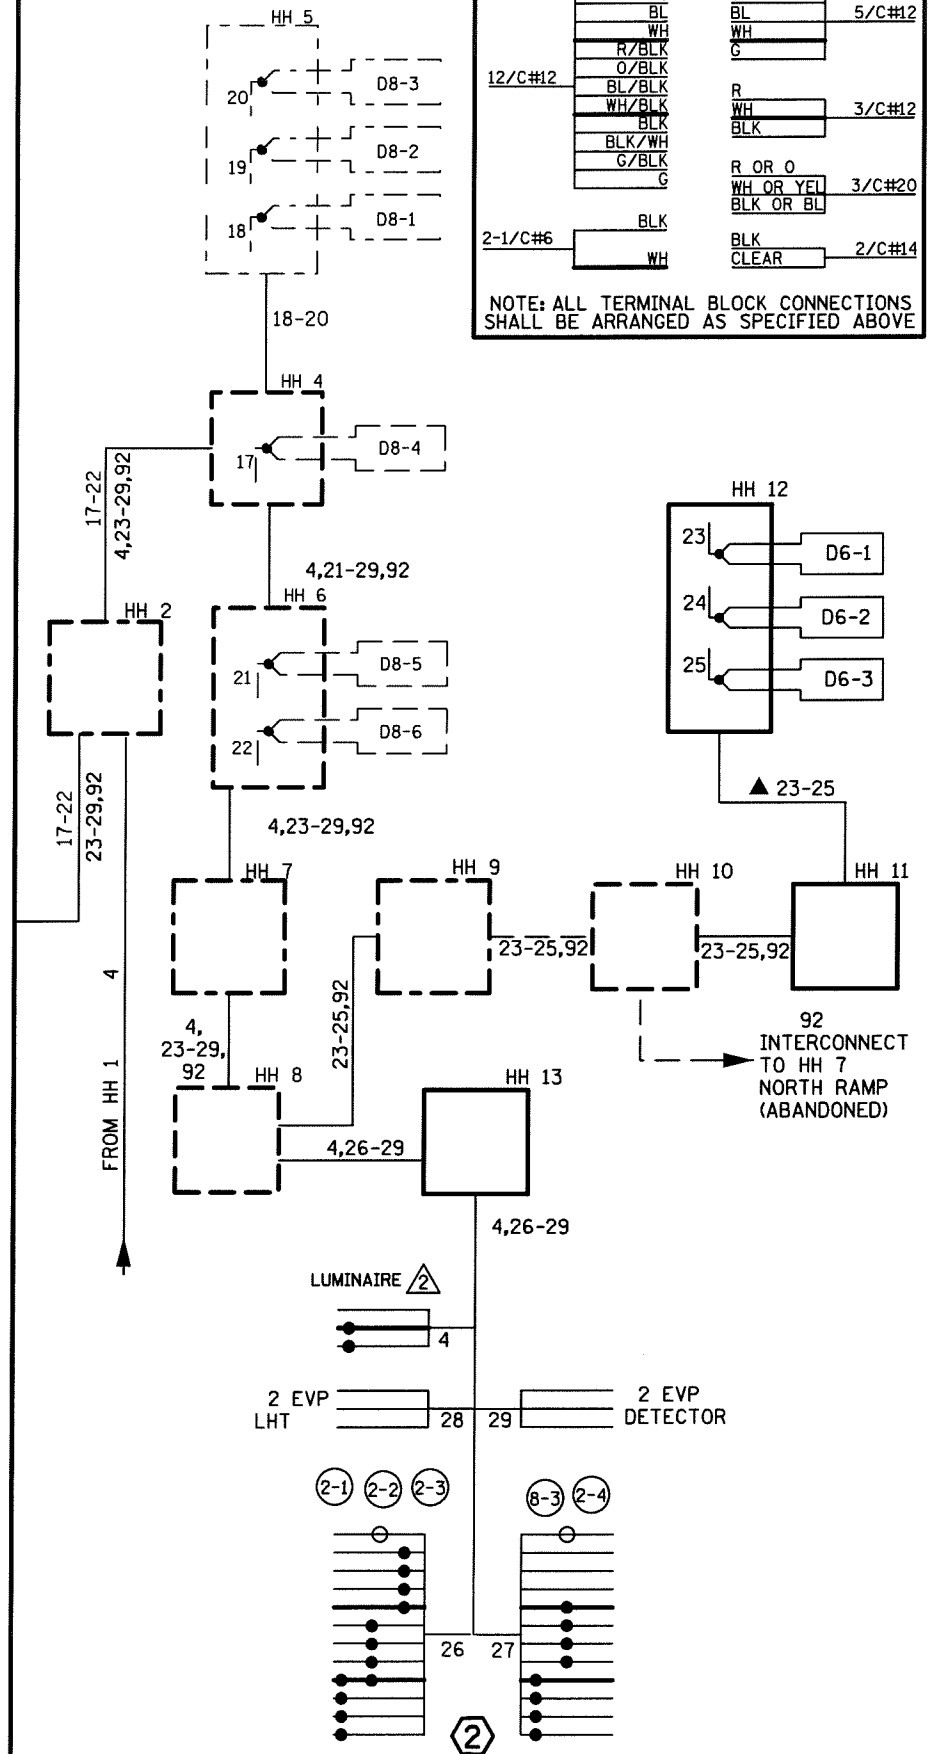 HH 5
20
D8-3
19
D8-2
18
D8-1
18-20
BL
WH
R/BLK
O/BLK
BL/BLK
WH/BLK
BLK
BLK/WH
G/BLK
G
12/C#12
BL
WH
G
5/C#12
R
WH
BLK
3/C#12
R OR O
WH OR YEL
BLK OR BL
3/C#20
2-1/C#6
BLK
WH
BLK
CLEAR
2/C#14
NOTE: ALL TERMINAL BLOCK CONNECTIONS
SHALL BE ARRANGED AS SPECIFIED ABOVE
HH 4
17
D8-4
17-22
4,23-29,92
4,21-29,92
HH 2
HH 6
21
D8-5
22
D8-6
HH 12
23
D6-1
24
D6-2
25
D6-3
17-22
23-29,92
▲ 23-25
4,23-29,92
HH 7
HH 9
HH 10
HH 11
23-25,92
23-25,92
4
FROM HH 1
4,
23-29,
92
23-25,92
HH 8
92
INTERCONNECT
TO HH 7
NORTH RAMP
(ABANDONED)
HH 13
4,26-29
4,26-29
LUMINAIRE 2
4
2 EVP
LHT
28
29
2 EVP
DETECTOR
2-1 2-2 2-3
8-3 2-4
26
27
2